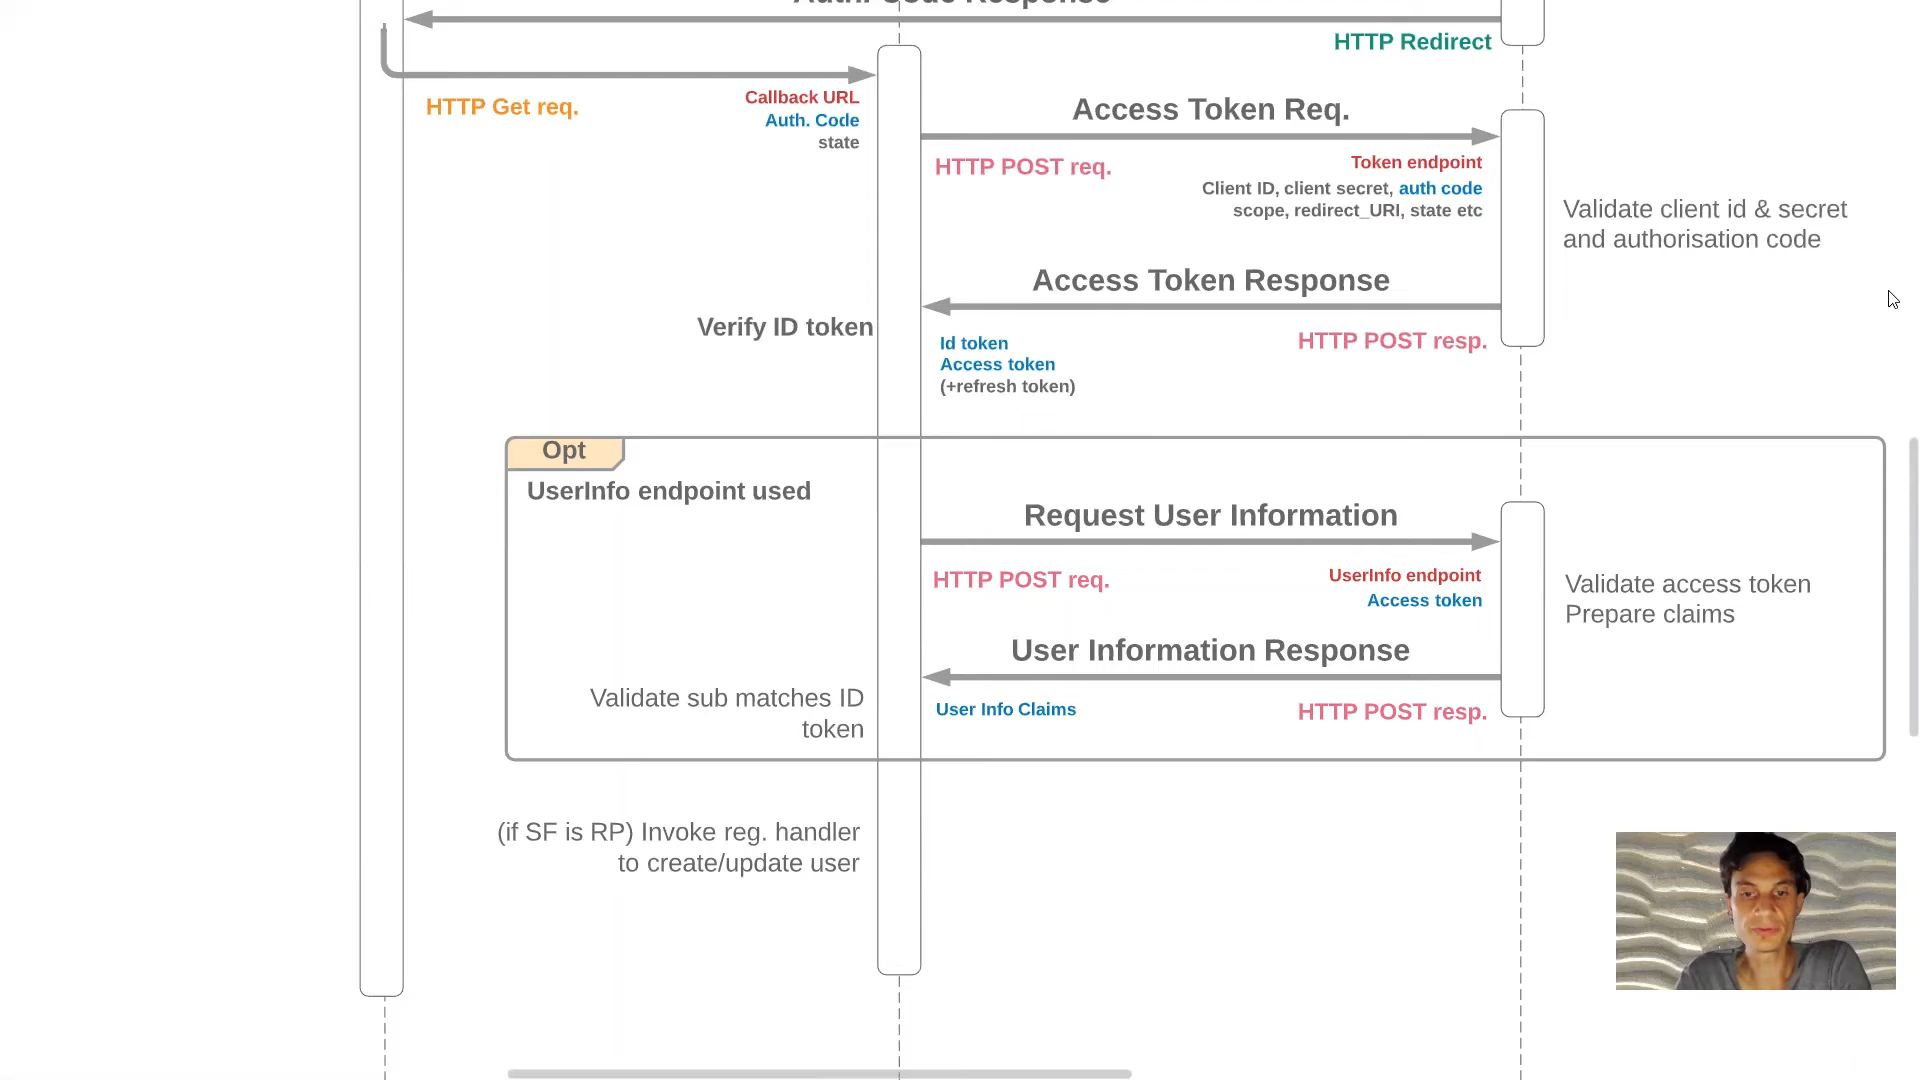 Auth. Code Response
HTTP Redirect
HTTP Get req.
Callback URL
Auth. Code
state
Access Token Req.
HTTP POST req.
Token endpoint
Client ID, client secret, auth code
scope, redirect_URI, state etc
Validate client id & secret
and authorisation code
Access Token Response
Verify ID token
HTTP POST resp.
Id token
Access token
(+refresh token)
Opt
UserInfo endpoint used
Request User Information
HTTP POST req.
UserInfo endpoint
Access token
Validate access token
Prepare claims
User Information Response
Validate sub matches ID
token
User Info Claims
HTTP POST resp.
(if SF is RP) Invoke reg. handler
to create/update user